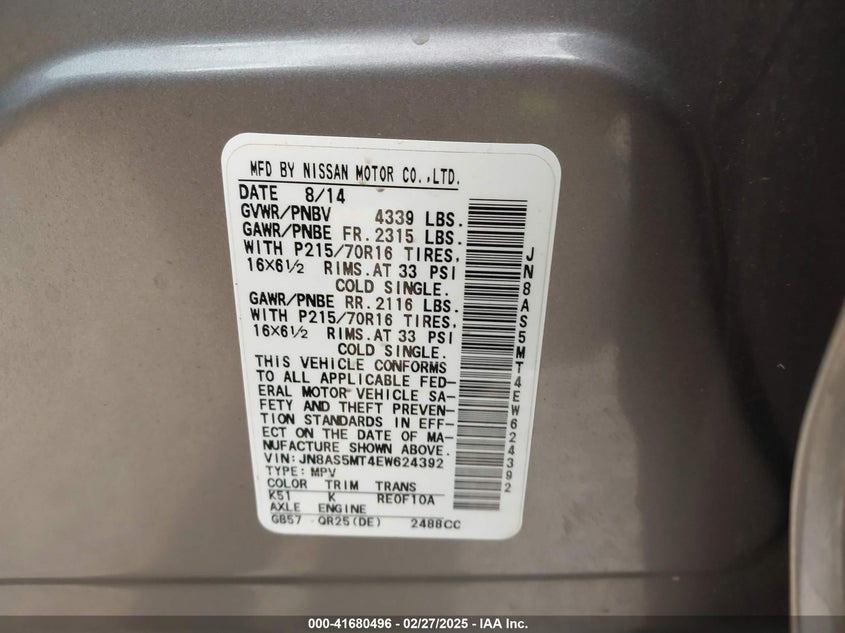 MFD BY NISSAN MOTOR CO.,LTD.
DATE 8/14
GVWR/PNBV 4339 LBS.
GAWR/PNBE FR. 2315 LBS.
WITH P215/70R16 TIRES,
16×6½ RIMS.AT 33 PSI
COLD SINGLE.
GAWR/PNBE RR. 2116 LBS.
WITH P215/70R16 TIRES,
16×6½ RIMS.AT 33 PSI
COLD SINGLE.
THIS VEHICLE CONFORMS
TO ALL APPLICABLE FED-
ERAL MOTOR VEHICLE SA-
FETY AND THEFT PREVEN-
TION STANDARDS IN EFF-
ECT ON THE DATE OF MA-
NUFACTURE SHOWN ABOVE.
VIN: JN8AS5MT4EW624392
TYPE: MPV
COLOR TRIM TRANS
K51 K RE0F10A
AXLE ENGINE
GB57 QR25(DE) 2488CC
JN8AS5MT4EW624392
000-41680496 - 02/27/2025 - IAA Inc.